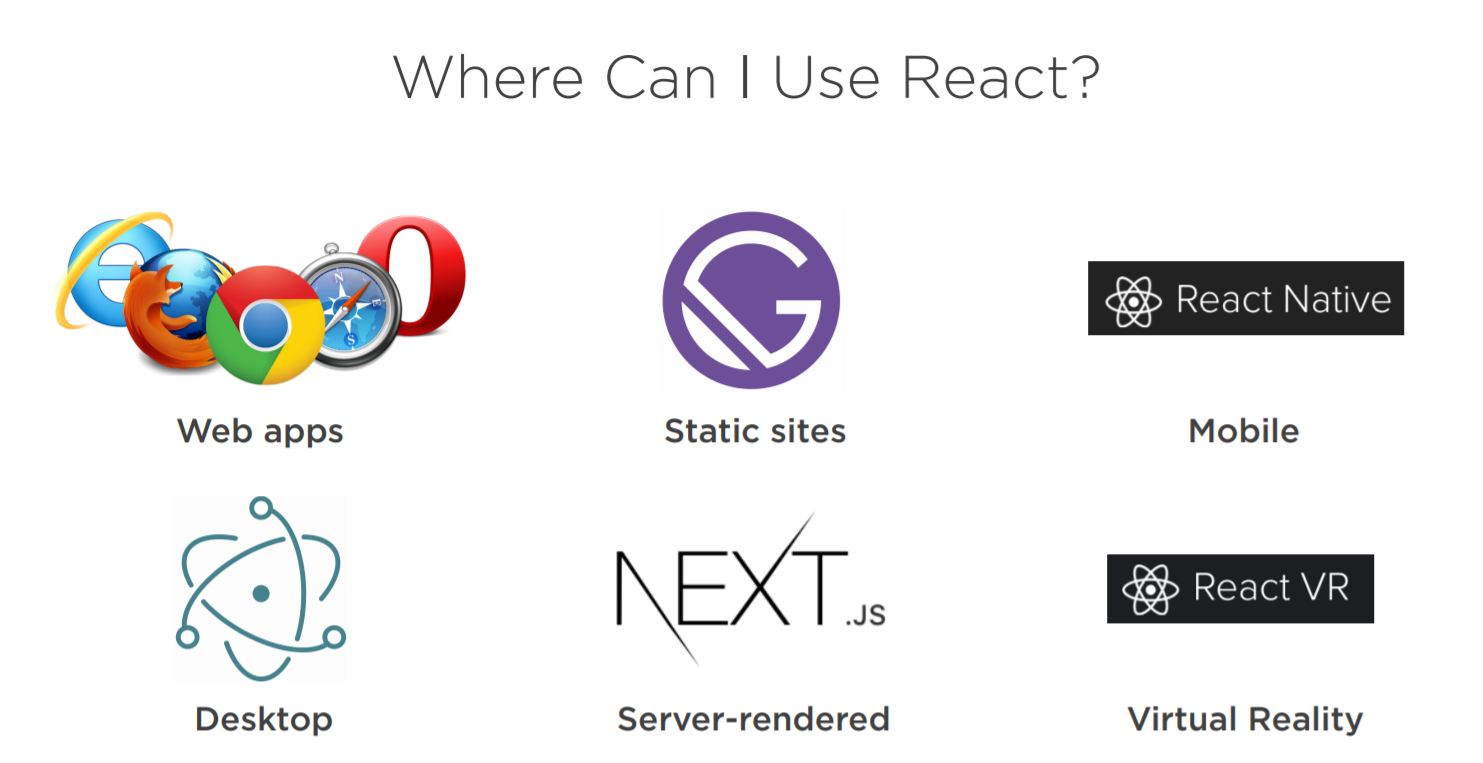 Where Can I Use React?
React Native
Web apps
Static sites
Mobile
NEXT.JS
React VR
Desktop
Server-rendered
Virtual Reality